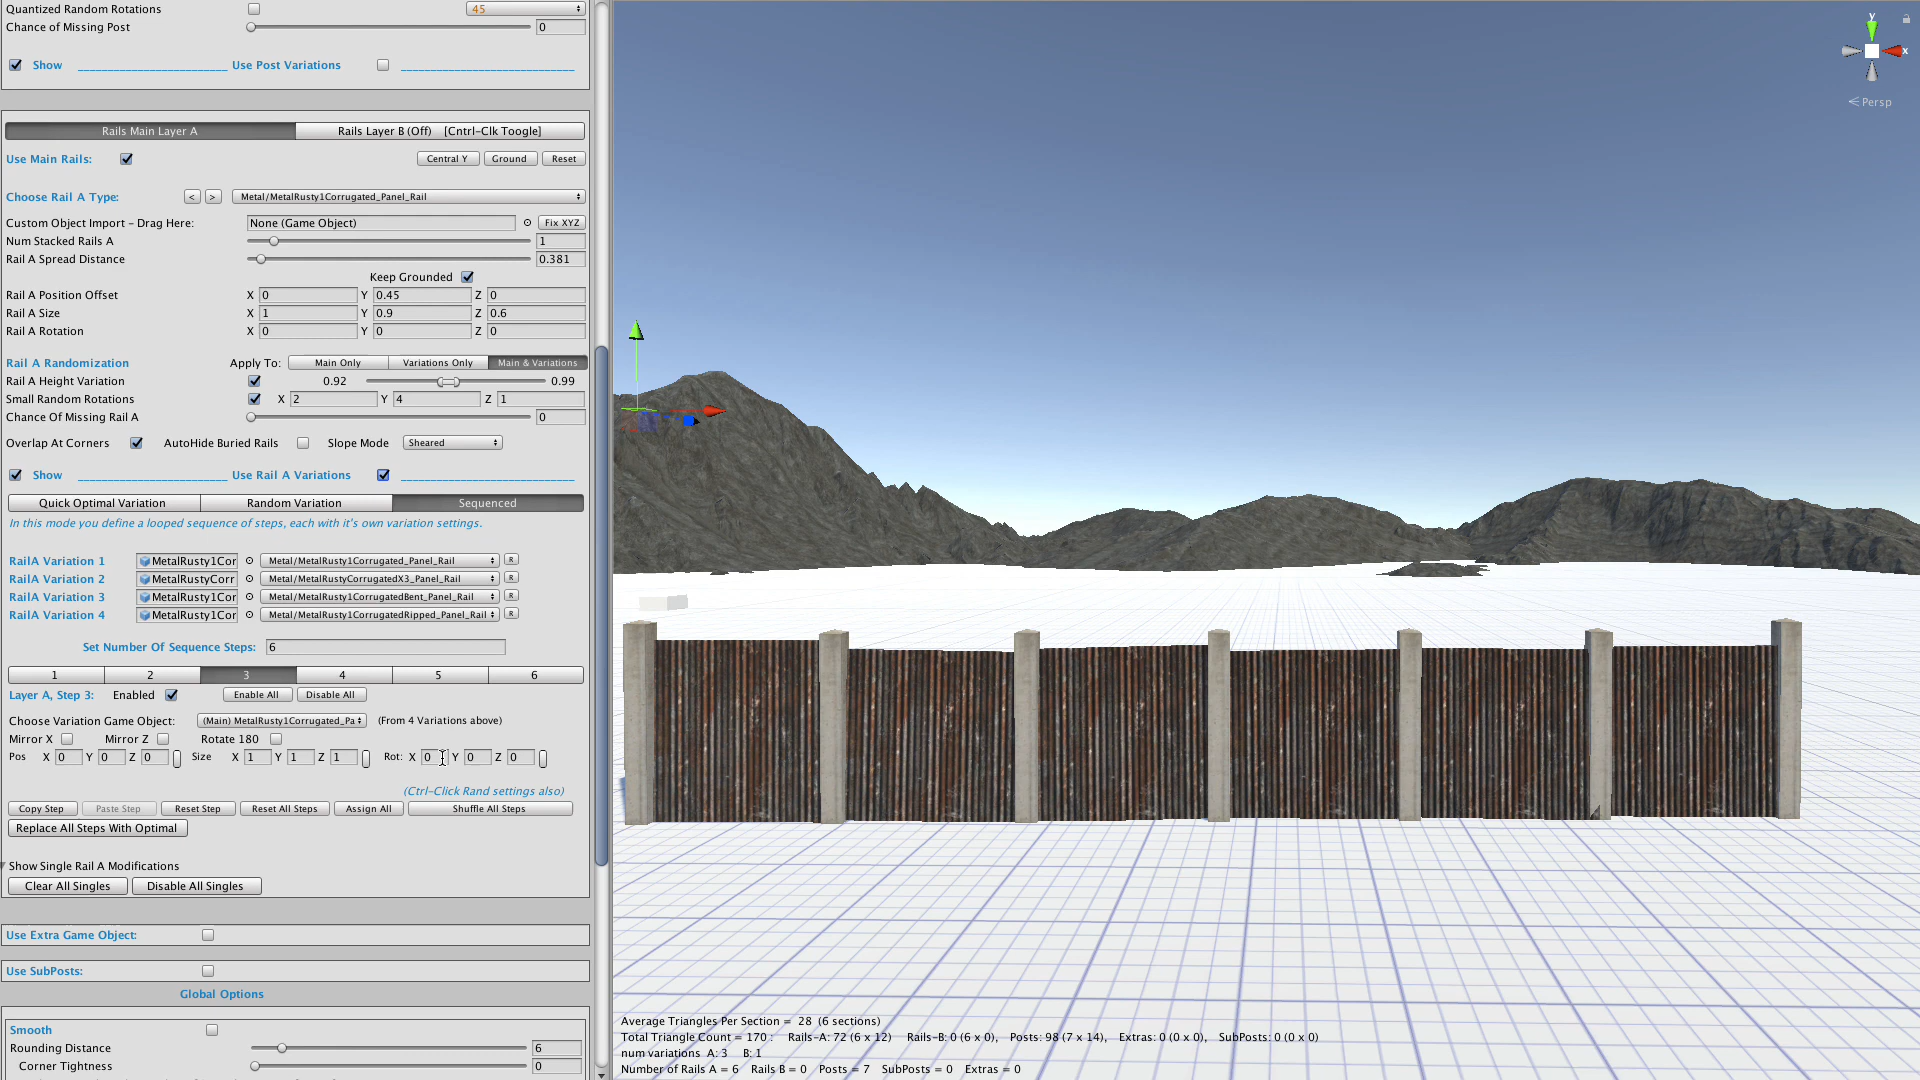 Quantized Random Rotations 45
Chance of Missing Post 0
Show Use Post Variations
Rails Main Layer A Rails Layer B (Off) [Cntrl-Clk Toogle]
Use Main Rails: Central Y Ground Reset
Choose Rail A Type: < > Metal/MetalRusty1Corrugated_Panel_Rail
Custom Object Import - Drag Here: None (Game Object) Fix XYZ
Num Stacked Rails A 1
Rail A Spread Distance 0.381
Keep Grounded
Rail A Position Offset X 0 Y 0.45 Z 0
Rail A Size X 1 Y 0.9 Z 0.6
Rail A Rotation X 0 Y 0 Z 0
Rail A Randomization Apply To: Main Only Variations Only Main & Variations
Rail A Height Variation 0.92 0.99
Small Random Rotations X 2 Y 4 Z 1
Chance Of Missing Rail A 0
Overlap At Corners AutoHide Buried Rails Slope Mode Sheared
Show Use Rail A Variations
Quick Optimal Variation Random Variation Sequenced
In this mode you define a looped sequence of steps, each with it's own variation settings.
RailA Variation 1 MetalRusty1Cor Metal/MetalRusty1Corrugated_Panel_Rail R
RailA Variation 2 MetalRustyCorr Metal/MetalRustyCorrugatedX3_Panel_Rail R
RailA Variation 3 MetalRusty1Cor Metal/MetalRusty1CorrugatedBent_Panel_Rail R
RailA Variation 4 MetalRusty1Cor Metal/MetalRusty1CorrugatedRipped_Panel_Rail R
Set Number Of Sequence Steps: 6
1 2 3 4 5 6
Layer A, Step 3: Enabled Enable All Disable All
Choose Variation Game Object: (Main) MetalRusty1Corrugated_Pa (From 4 Variations above)
Mirror X Mirror Z Rotate 180
Pos X 0 Y 0 Z 0 Size X 1 Y 1 Z 1 Rot: X 0 Y 0 Z 0
(Ctrl-Click Rand settings also)
Copy Step Paste Step Reset Step Reset All Steps Assign All Shuffle All Steps
Replace All Steps With Optimal
Show Single Rail A Modifications
Clear All Singles Disable All Singles
Use Extra Game Object:
Use SubPosts:
Global Options
Smooth
Rounding Distance 6
Corner Tightness 0
y
x
Persp
Average Triangles Per Section = 28 (6 sections)
Total Triangle Count = 170 : Rails-A: 72 (6 x 12) Rails-B: 0 (6 x 0), Posts: 98 (7 x 14), Extras: 0 (0 x 0), SubPosts: 0 (0 x 0)
num variations A: 3 B: 1
Number of Rails A = 6 Rails B = 0 Posts = 7 SubPosts = 0 Extras = 0